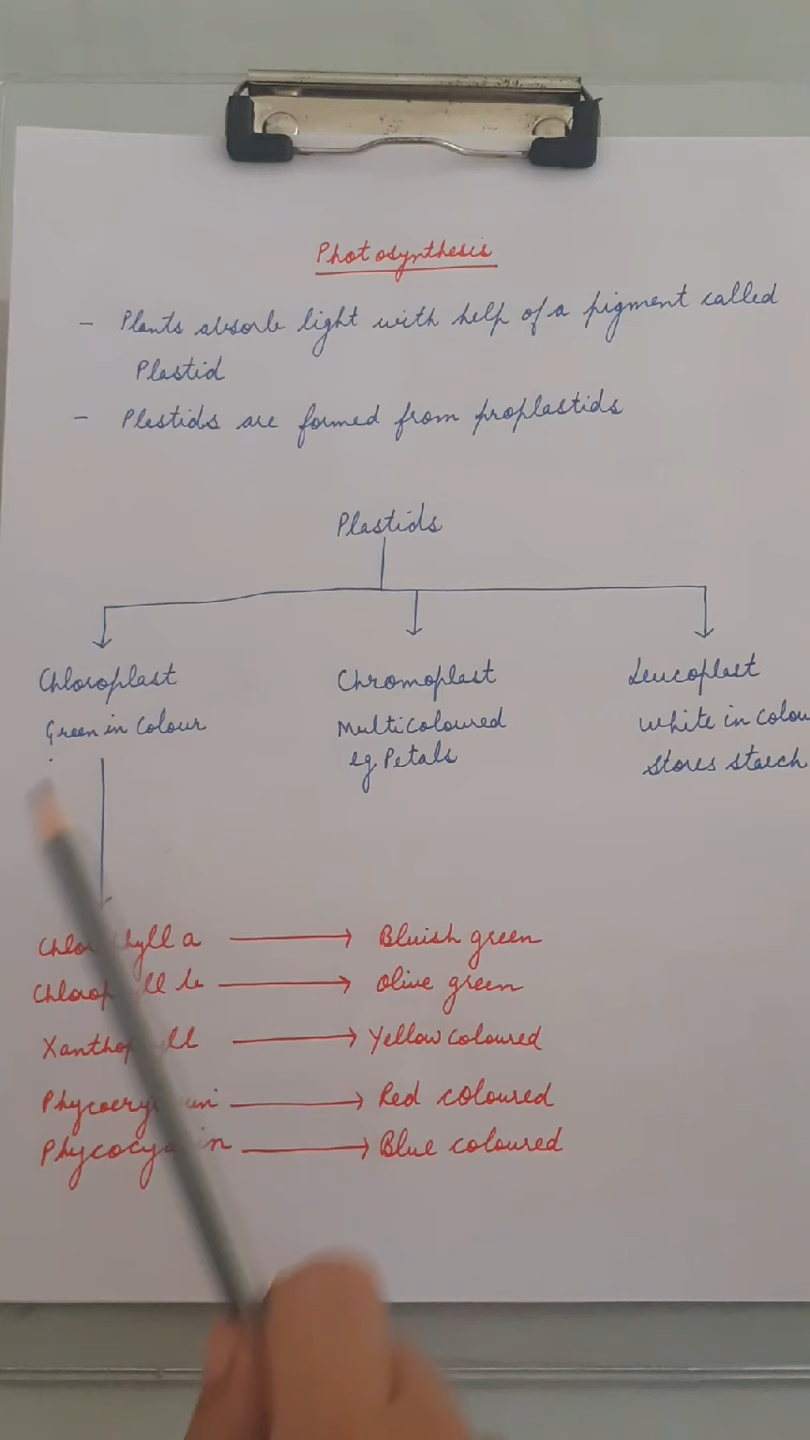 Photosynthesis
- Plants absorb light with help of a pigment called
Plastid
- Plastids are formed from proplastids
Plastids
Chloroplast Chromoplast Leucoplast
Green in colour Multicoloured White in colou
eg Petals stores starch
a → Bluish green
b → olive green
→ Yellow coloured
→ Red coloured
→ Blue coloured